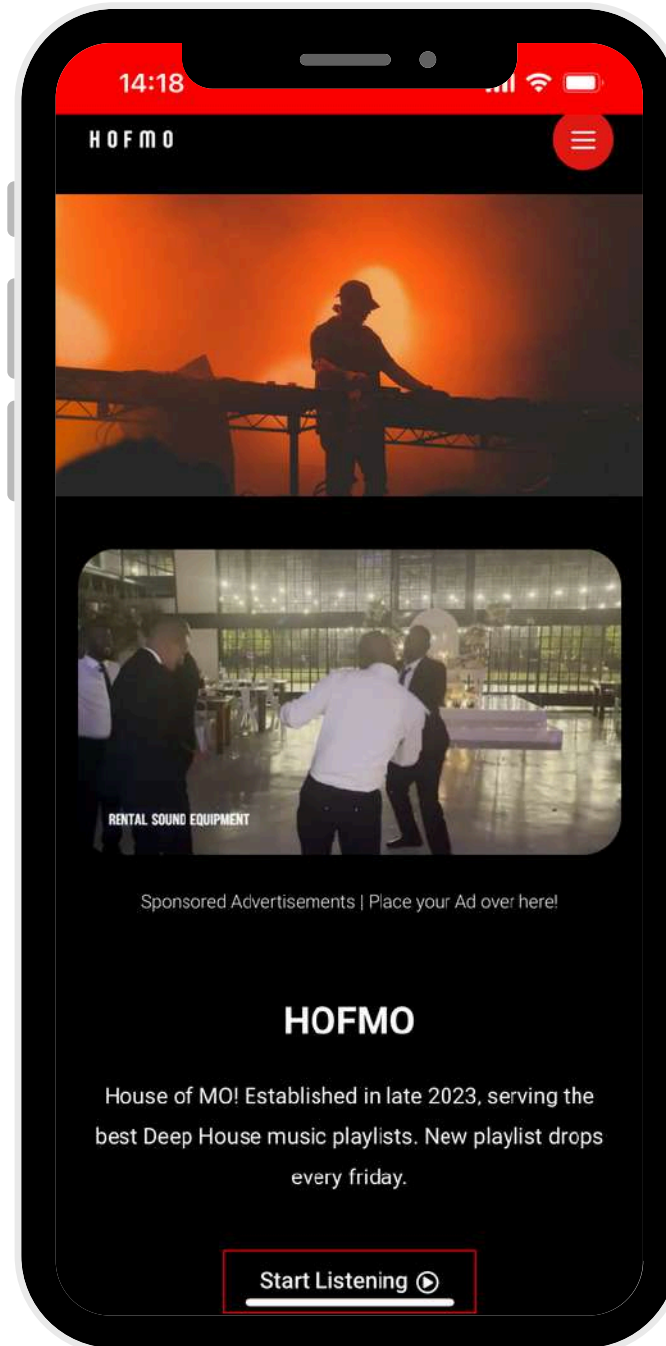 14:18
HOFMO
RENTAL SOUND EQUIPMENT
Sponsored Advertisements | Place your Ad over here!
HOFMO
House of MO! Established in late 2023, serving the
best Deep House music playlists. New playlist drops
every friday.
Start Listening